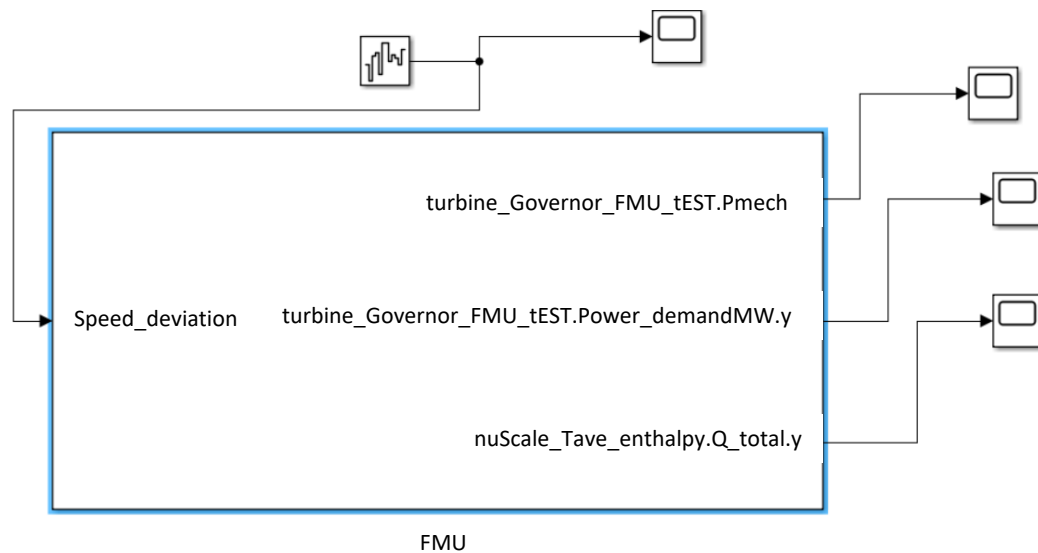 turbine_Governor_FMU_tEST.Pmech
Speed_deviation
turbine_Governor_FMU_tEST.Power_demandMW.y
nuScale_Tave_enthalpy.Q_total.y
FMU